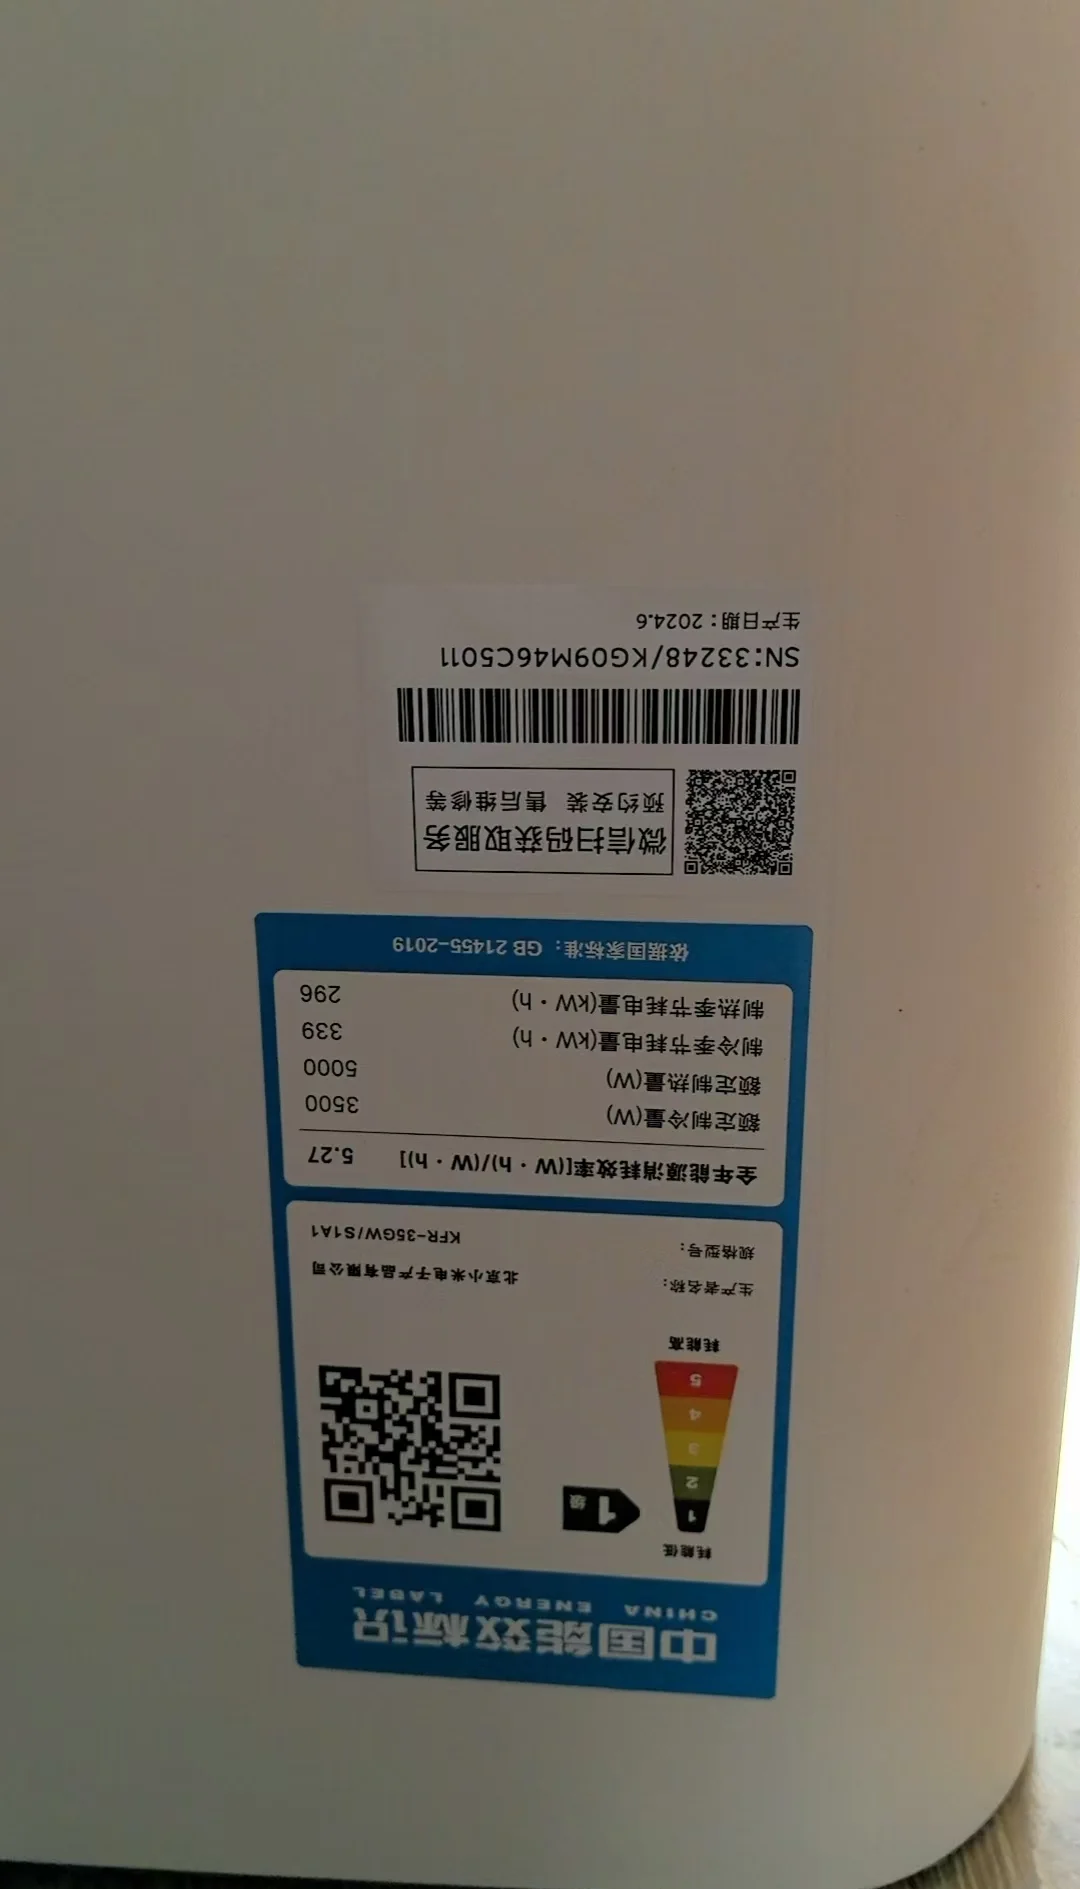 中国能效标识
CHINA ENERGY LABEL
耗能低
1
2
3
4
5
耗能高
1级
生产者名称： 北京小米电子产品有限公司
规格型号： KFR-35GW/S1A1
全年能源消耗效率[(W·h)/(W·h)] 5.27
额定制冷量(W) 3500
额定制热量(W) 5000
制冷季节耗电量(kW·h) 339
制热季节耗电量(kW·h) 296
依据国家标准：GB 21455-2019
微信扫码获取服务
预约安装 售后维修等
SN:33248/KG09M46C5011
生产日期：2024.6